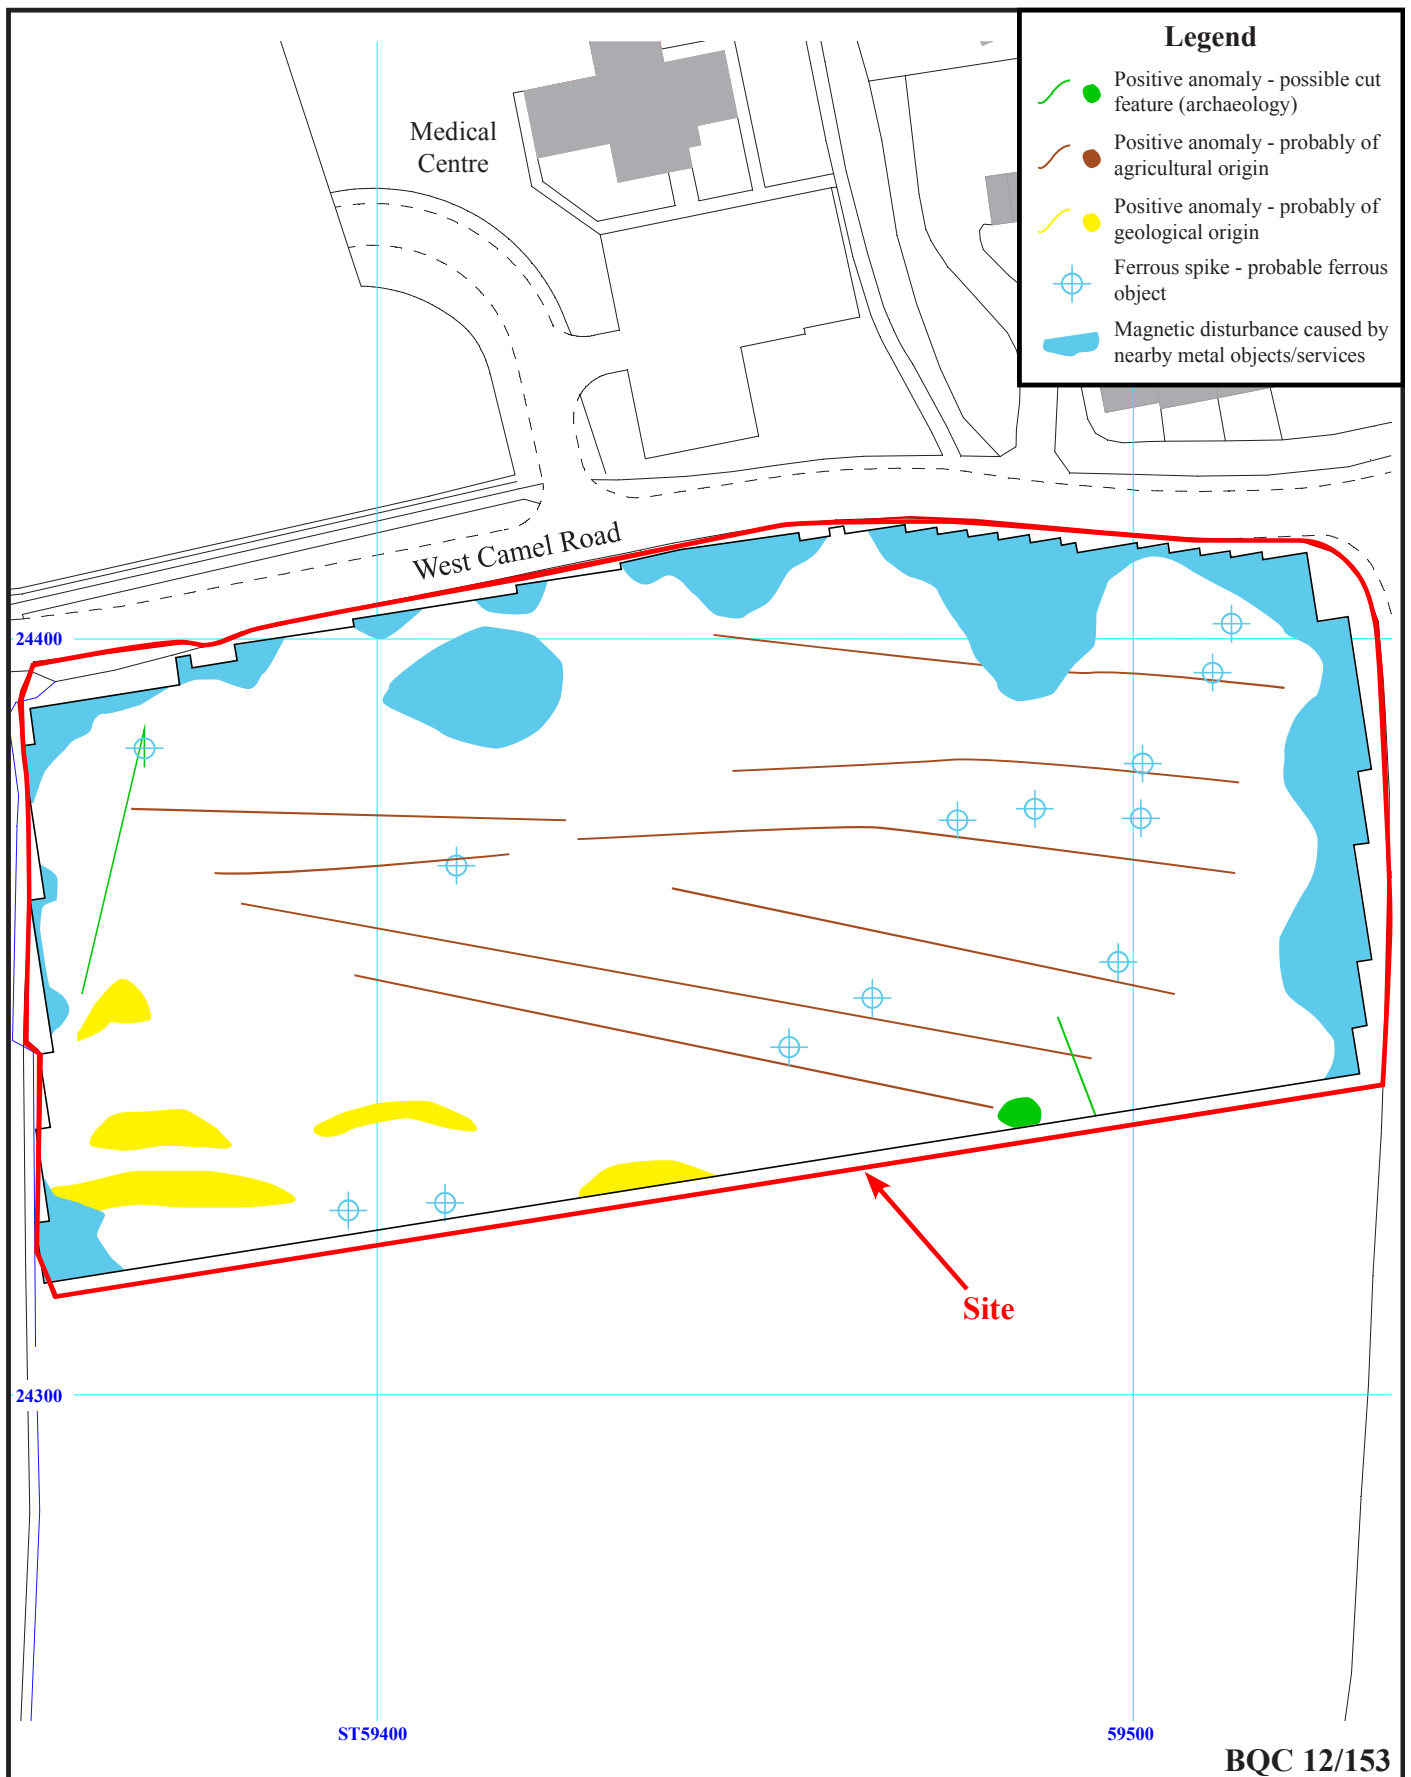 Legend
Positive anomaly - possible cut
feature (archaeology)
Positive anomaly - probably of
agricultural origin
Positive anomaly - probably of
geological origin
Ferrous spike - probable ferrous
object
Magnetic disturbance caused by
nearby metal objects/services
Medical
Centre
West Camel Road
24400
Site
24300
ST59400
59500
BQC 12/153